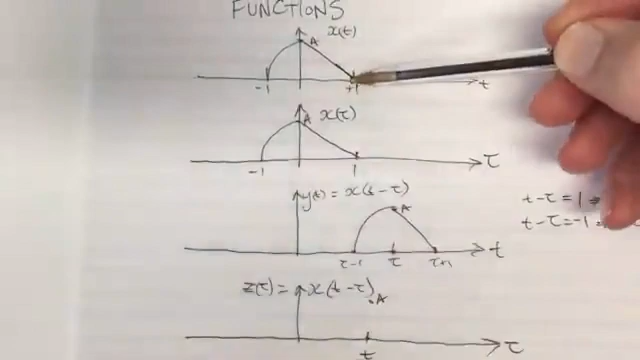 FUNCTIONS
A x(t)
-1 +1 t
A x(τ)
-1 1 τ
y(t) = x(t-τ)
A
t-τ = 1 =
t-τ = -1 =
τ-1 τ τ+1 t
z(τ) = x(t-τ)
A
t τ